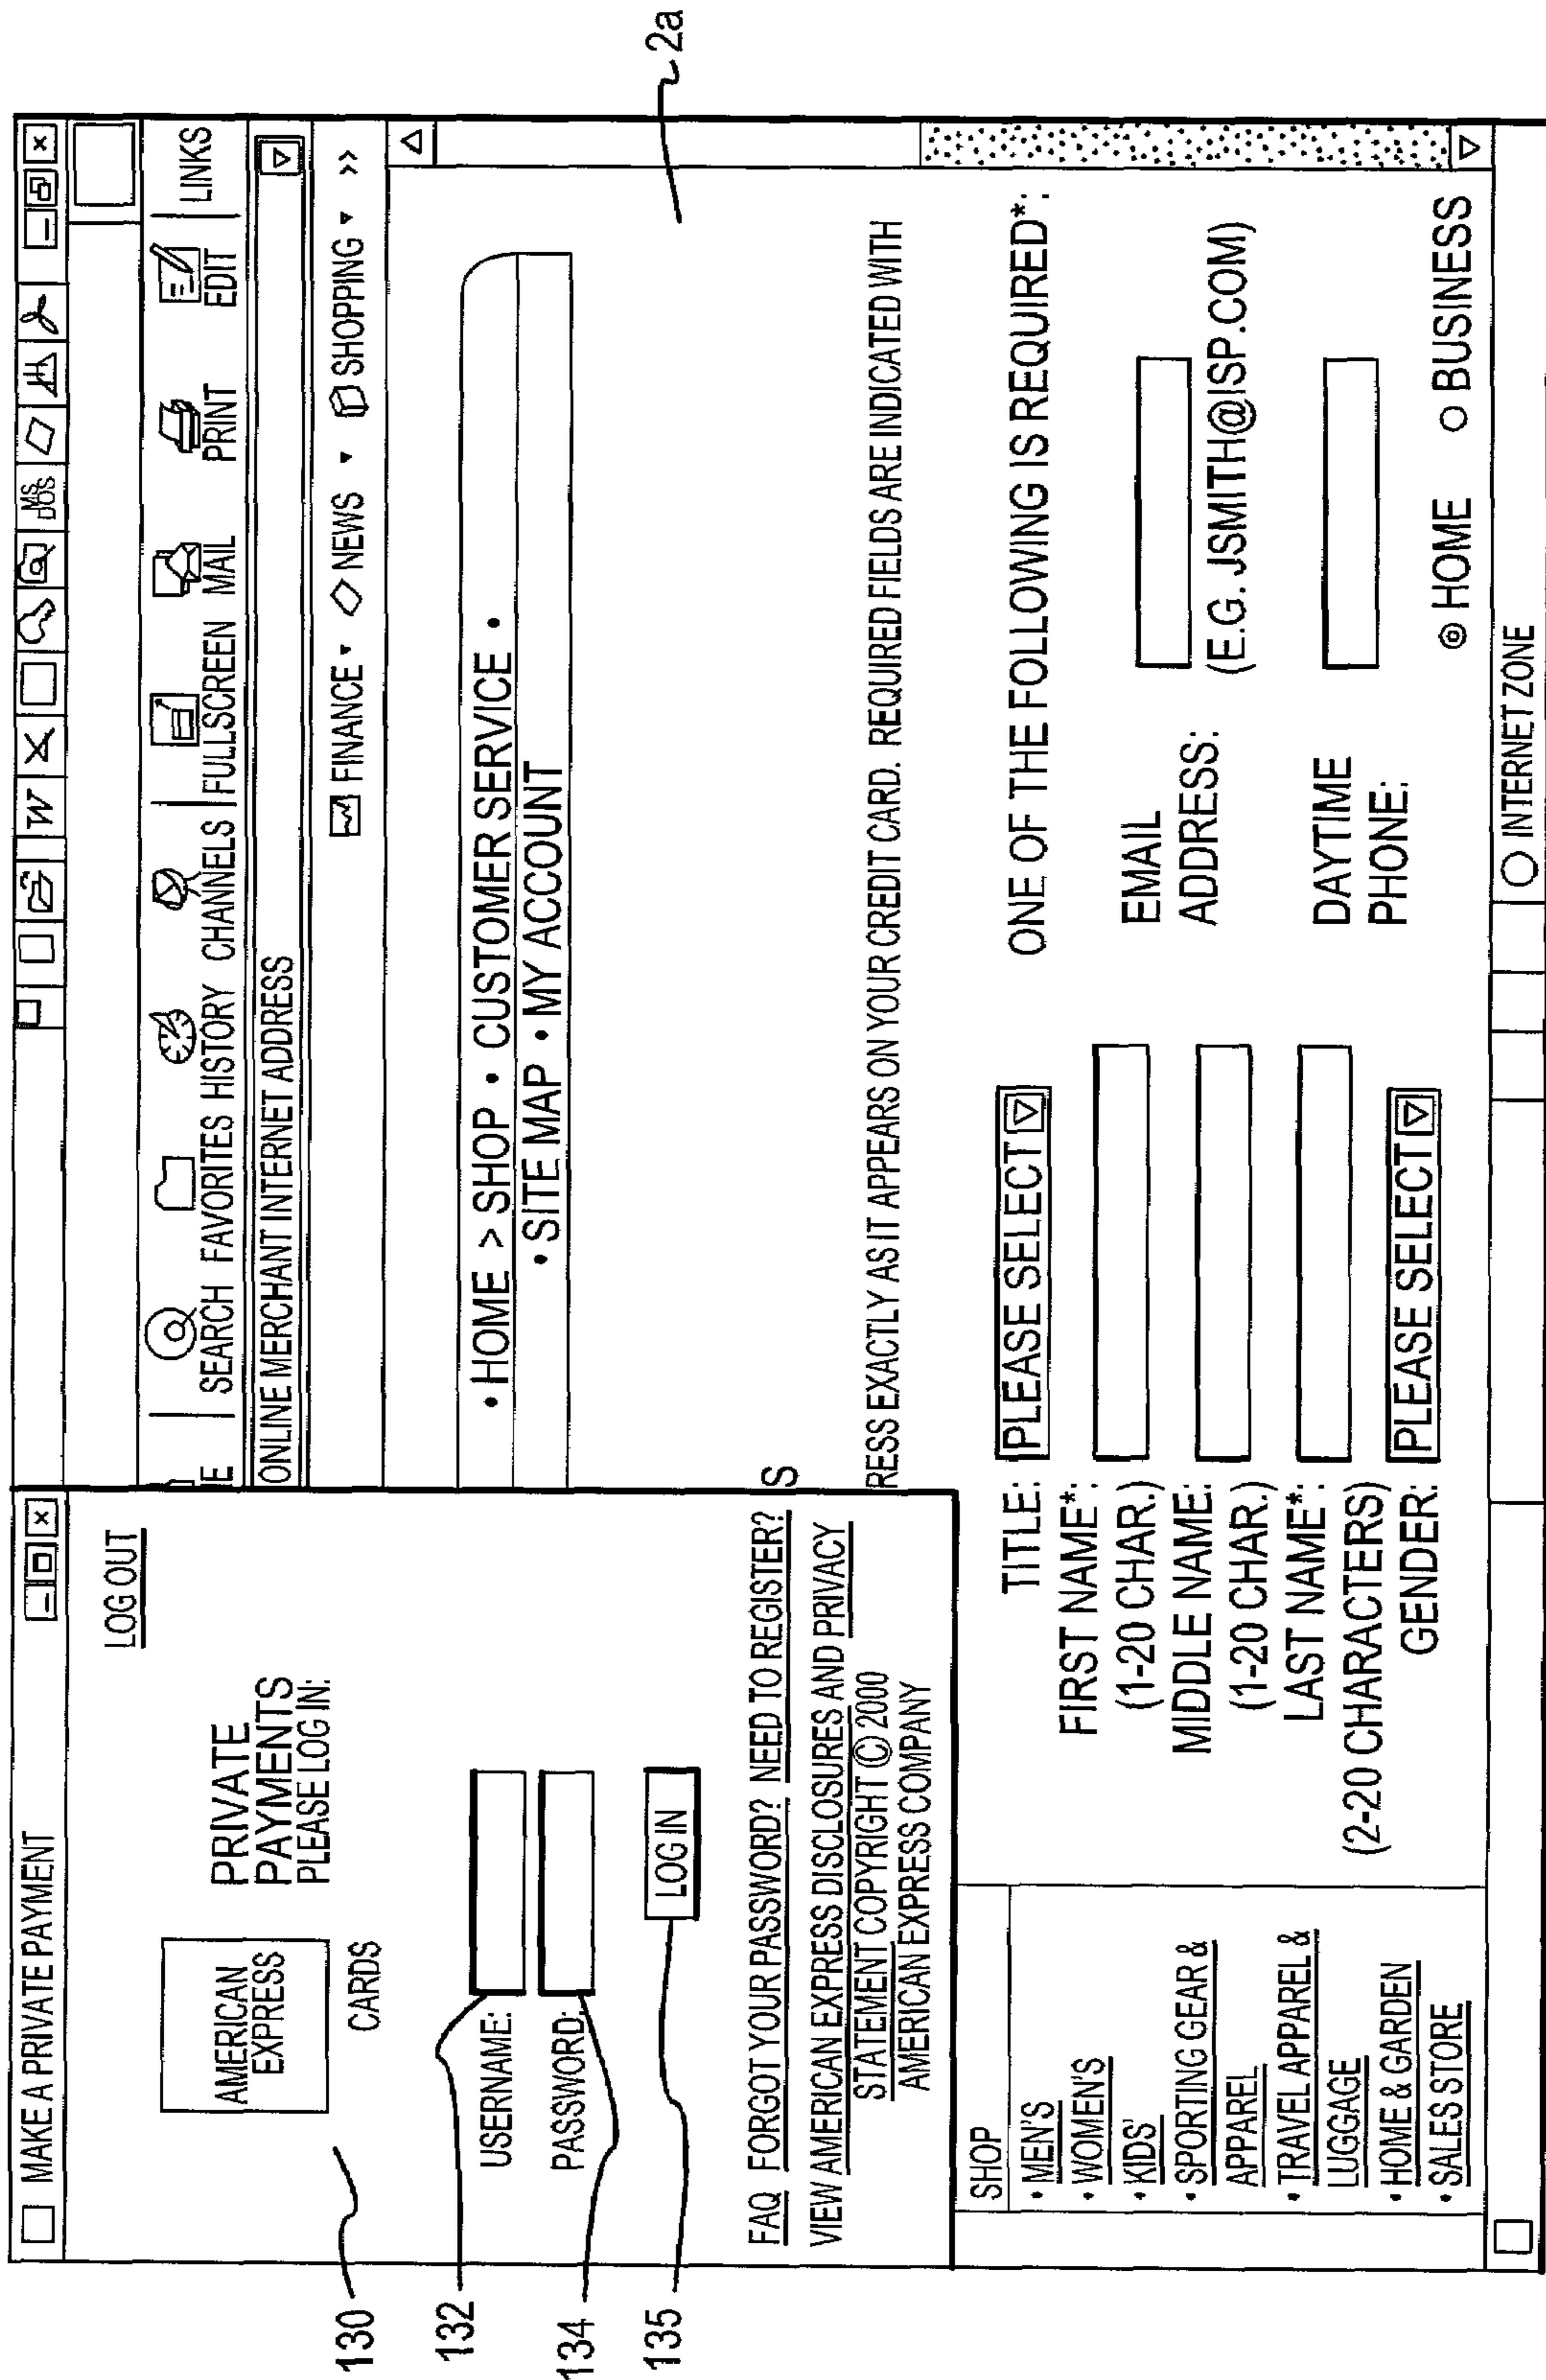 MAKE A PRIVATE PAYMENT
LOG OUT
AMERICAN
EXPRESS
CARDS
PRIVATE
PAYMENTS
PLEASE LOG IN:
130
132
USERNAME:
134
PASSWORD:
135
LOG IN
FAQ FORGOT YOUR PASSWORD? NEED TO REGISTER?
VIEW AMERICAN EXPRESS DISCLOSURES AND PRIVACY
STATEMENT COPYRIGHT © 2000
AMERICAN EXPRESS COMPANY
W
MS
DOS
SEARCH FAVORITES HISTORY CHANNELS FULLSCREEN MAIL PRINT EDIT LINKS
ONLINE MERCHANT INTERNET ADDRESS
FINANCE NEWS SHOPPING »
• HOME > SHOP • CUSTOMER SERVICE •
• SITE MAP • MY ACCOUNT
2a
S
RESS EXACTLY AS IT APPEARS ON YOUR CREDIT CARD. REQUIRED FIELDS ARE INDICATED WITH
SHOP
• MEN'S
• WOMEN'S
• KIDS'
• SPORTING GEAR &
APPAREL
• TRAVEL APPAREL &
LUGGAGE
• HOME & GARDEN
• SALES STORE
TITLE: PLEASE SELECT
FIRST NAME*:
(1-20 CHAR.)
MIDDLE NAME:
(1-20 CHAR.)
LAST NAME*:
(2-20 CHARACTERS)
GENDER: PLEASE SELECT
ONE OF THE FOLLOWING IS REQUIRED*:
EMAIL
ADDRESS:
(E.G. JSMITH@ISP.COM)
DAYTIME
PHONE:
HOME BUSINESS
INTERNET ZONE